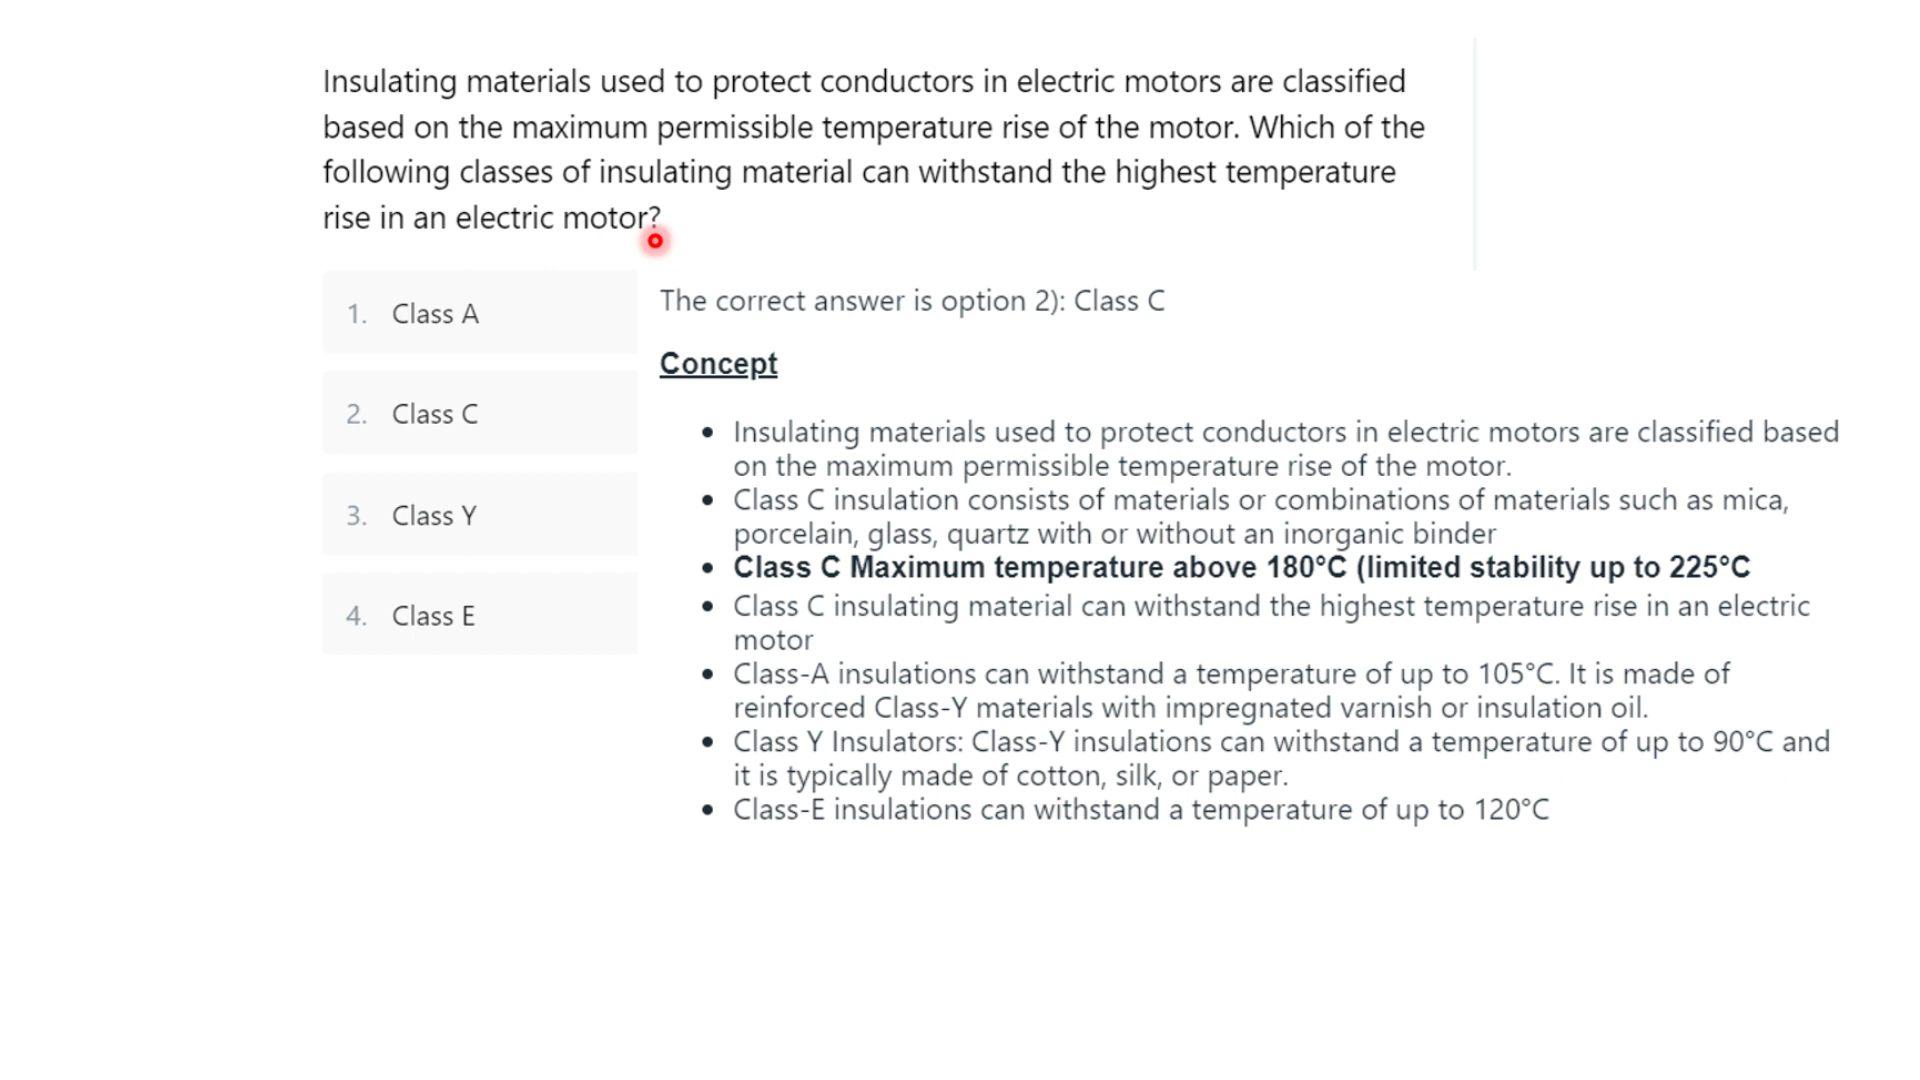 Insulating materials used to protect conductors in electric motors are classified
based on the maximum permissible temperature rise of the motor. Which of the
following classes of insulating material can withstand the highest temperature
rise in an electric motor?
1. Class A
2. Class C
3. Class Y
4. Class E
The correct answer is option 2): Class C
Concept
• Insulating materials used to protect conductors in electric motors are classified based
on the maximum permissible temperature rise of the motor.
• Class C insulation consists of materials or combinations of materials such as mica,
porcelain, glass, quartz with or without an inorganic binder
• Class C Maximum temperature above 180°C (limited stability up to 225°C
• Class C insulating material can withstand the highest temperature rise in an electric
motor
• Class-A insulations can withstand a temperature of up to 105°C. It is made of
reinforced Class-Y materials with impregnated varnish or insulation oil.
• Class Y Insulators: Class-Y insulations can withstand a temperature of up to 90°C and
it is typically made of cotton, silk, or paper.
• Class-E insulations can withstand a temperature of up to 120°C